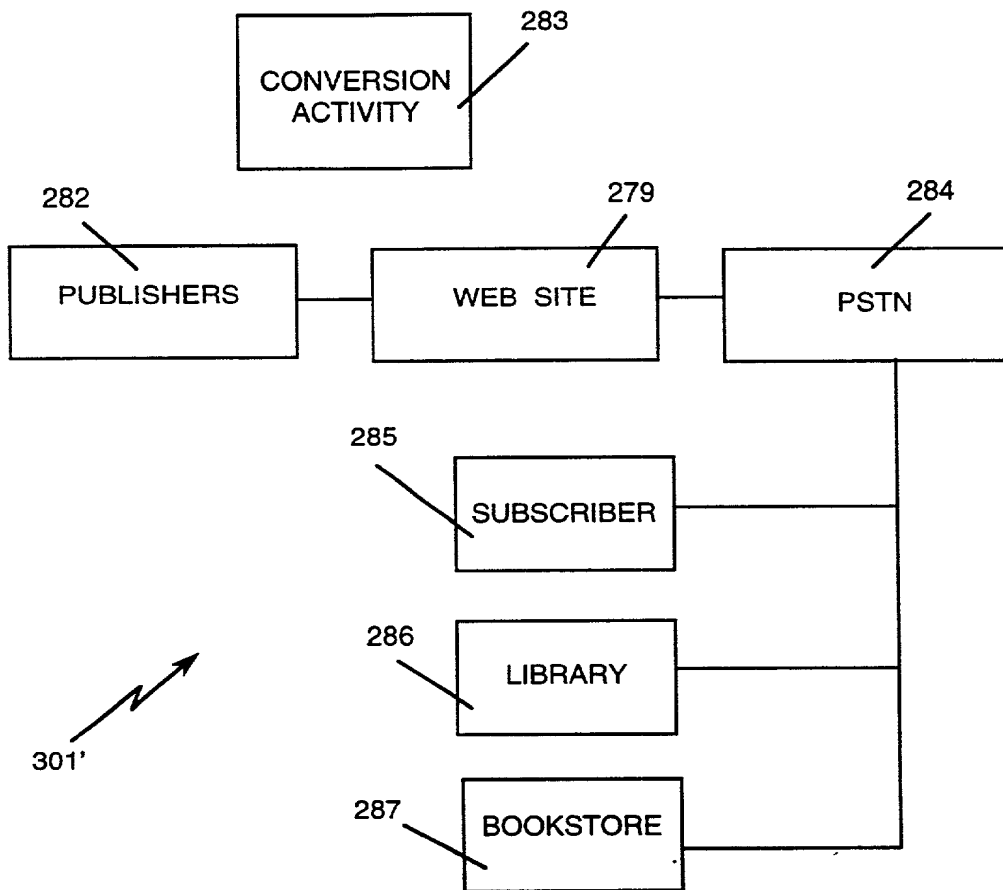 283
CONVERSION
ACTIVITY
282
279
284
PUBLISHERS
WEB SITE
PSTN
285
SUBSCRIBER
286
LIBRARY
301'
287
BOOKSTORE